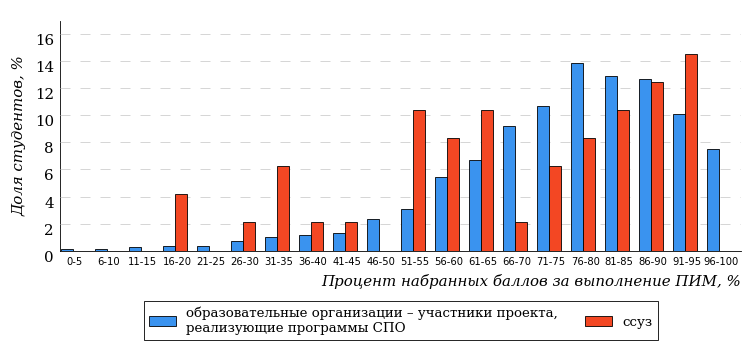 Доля студентов, %
16
14
12
10
8
6
4
2
0
0-5 6-10 11-15 16-20 21-25 26-30 31-35 36-40 41-45 46-50 51-55 56-60 61-65 66-70 71-75 76-80 81-85 86-90 91-95 96-100
Процент набранных баллов за выполнение ПИМ, %
образовательные организации – участники проекта,
реализующие программы СПО
ссуз